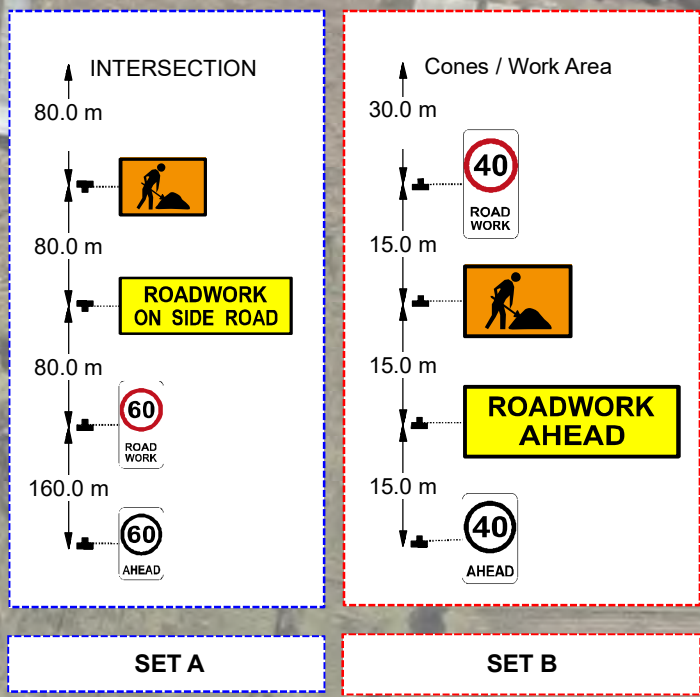 INTERSECTION
80.0 m
80.0 m
ROADWORK
ON SIDE ROAD
80.0 m
60
ROAD
WORK
160.0 m
60
AHEAD
SET A
Cones / Work Area
30.0 m
40
ROAD
WORK
15.0 m
15.0 m
ROADWORK
AHEAD
15.0 m
40
AHEAD
SET B